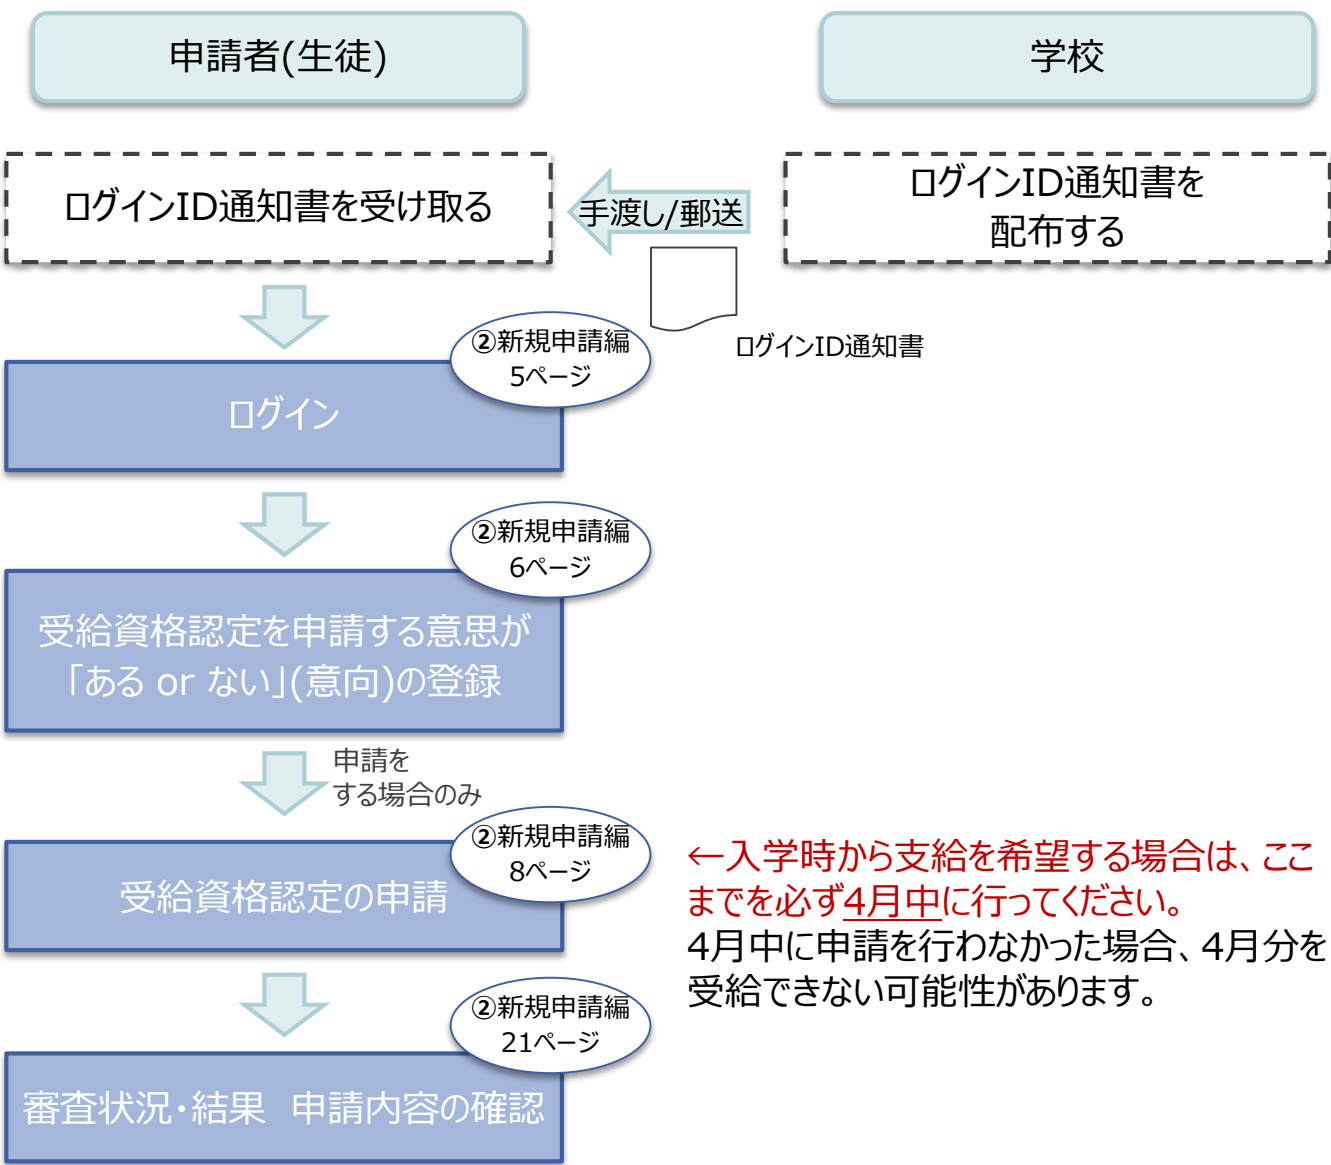 申請者(生徒)
学校
ログインID通知書を受け取る
手渡し/郵送
ログインID通知書を
配布する
ログインID通知書
②新規申請編
5ページ
ログイン
②新規申請編
6ページ
受給資格認定を申請する意思が
「ある or ない」(意向)の登録
申請を
する場合のみ
②新規申請編
8ページ
受給資格認定の申請
←入学時から支給を希望する場合は、ここ
までを必ず4月中に行ってください。
4月中に申請を行わなかった場合、4月分を
受給できない可能性があります。
②新規申請編
21ページ
審査状況・結果　申請内容の確認